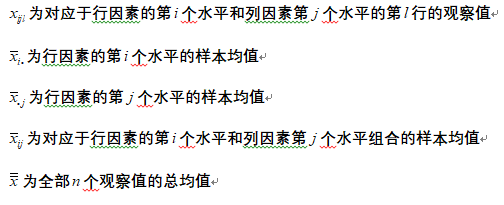 x_{ijl} 为对应于行因素的第 i 个水平和列因素第 j 个水平的第 l 行的观察值
x̄_{i·} 为行因素的第 i 个水平的样本均值
x̄_{·j} 为行因素的第 j 个水平的样本均值
x̄_{ij} 为对应于行因素的第 i 个水平和列因素第 j 个水平组合的样本均值
x̿ 为全部 n 个观察值的总均值